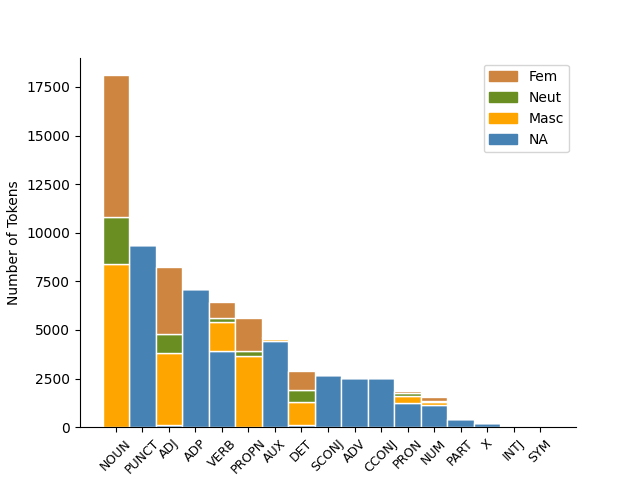 Fem
Neut
Masc
NA
17500
15000
12500
10000
7500
5000
2500
0
Number of Tokens
NOUN
PUNCT
ADJ
ADP
VERB
PROPN
AUX
DET
SCONJ
ADV
CCONJ
PRON
NUM
PART
X
INTJ
SYM